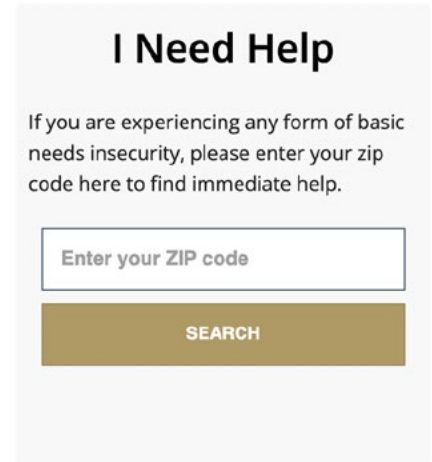 I Need Help
If you are experiencing any form of basic
needs insecurity, please enter your zip
code here to find immediate help.
Enter your ZIP code
SEARCH